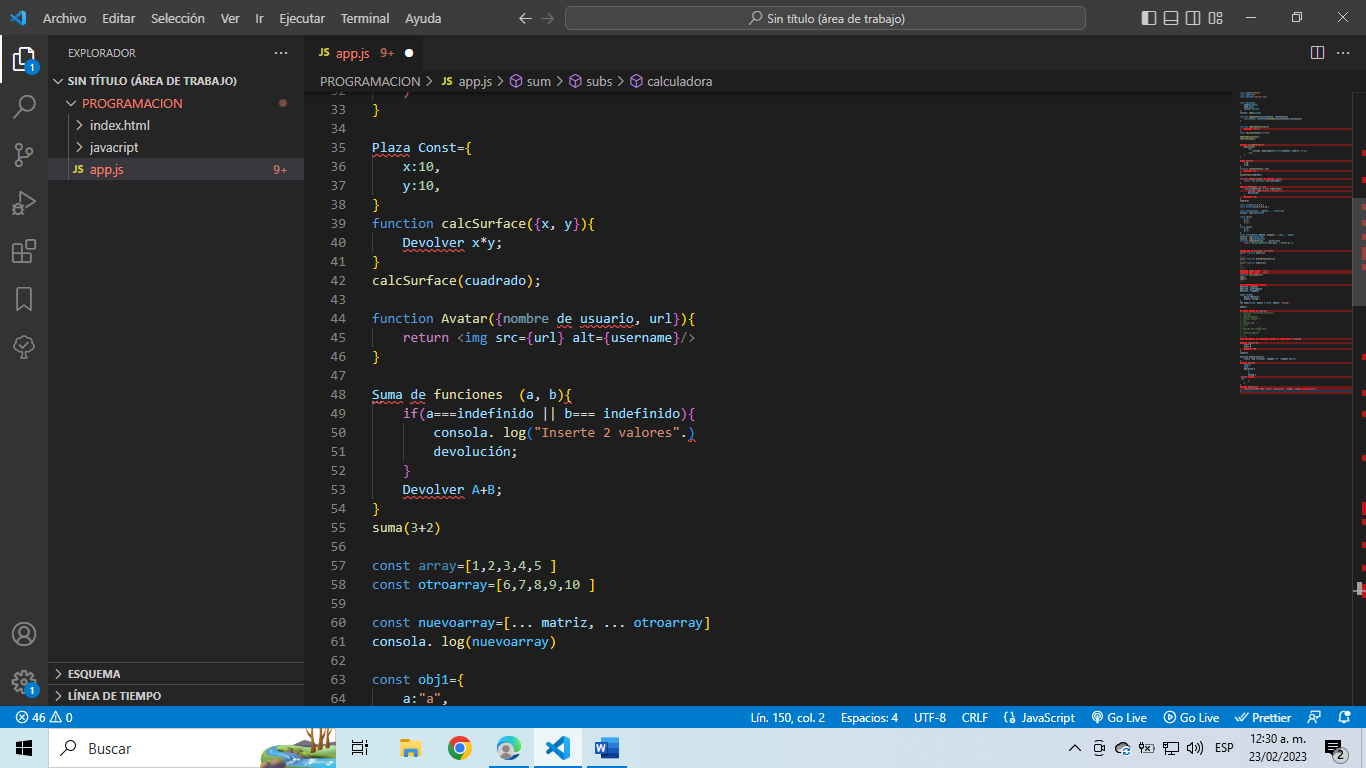 Archivo Editar Selección Ver Ir Ejecutar Terminal Ayuda
Sin título (área de trabajo)
EXPLORADOR
SIN TÍTULO (ÁREA DE TRABAJO)
PROGRAMACION
index.html
javacript
JS app.js 9+
ESQUEMA
LÍNEA DE TIEMPO
1
1
JS app.js 9+
PROGRAMACION > JS app.js > sum > subs > calculadora
32 }
33 }
34
35 Plaza Const={
36 x:10,
37 y:10,
38 }
39 function calcSurface({x, y}){
40 Devolver x*y;
41 }
42 calcSurface(cuadrado);
43
44 function Avatar({nombre de usuario, url}){
45 return <img src={url} alt={username}/>
46 }
47
48 Suma de funciones  (a, b){
49 if(a===indefinido || b=== indefinido){
50 consola. log("Inserte 2 valores".)
51 devolución;
52 }
53 Devolver A+B;
54 }
55 suma(3+2)
56
57 const array=[1,2,3,4,5 ]
58 const otroarray=[6,7,8,9,10 ]
59
60 const nuevoarray=[... matriz, ... otroarray]
61 consola. log(nuevoarray)
62
63 const obj1={
64 a:"a",
46 0 Lín. 150, col. 2 Espacios: 4 UTF-8 CRLF {} JavaScript Go Live Go Live Prettier
Buscar
ESP
12:30 a. m.
23/02/2023
2